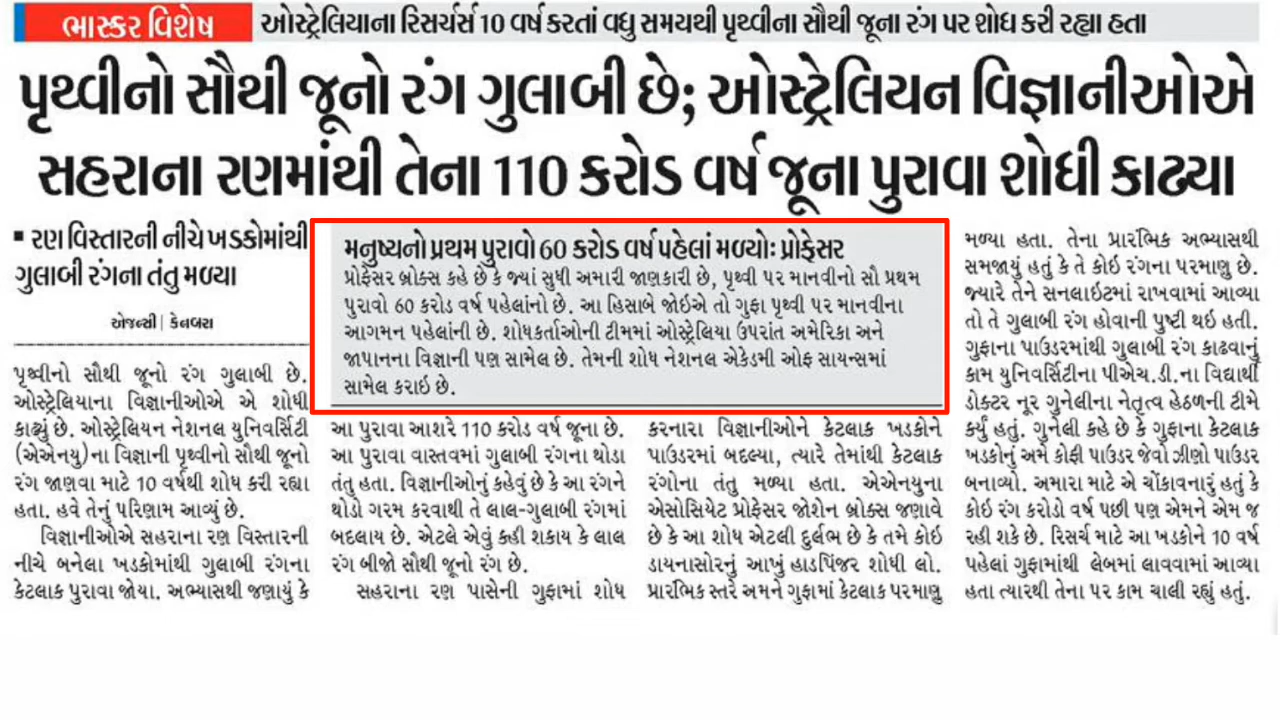 ભાસ્કર વિશેષ
ઓસ્ટ્રેલિયાના રિસર્ચર્સ 10 વર્ષ કરતાં વધુ સમયથી પૃથ્વીના સૌથી જૂના રંગ પર શોધ કરી રહ્યા હતા
પૃથ્વીનો સૌથી જૂનો રંગ ગુલાબી છે; ઓસ્ટ્રેલિયન વિજ્ઞાનીઓએ
સહરાના રણમાંથી તેના 110 કરોડ વર્ષ જૂના પુરાવા શોધી કાઢ્યા
▪ રણ વિસ્તારની નીચે ખડકોમાંથી
ગુલાબી રંગના તંતુ મળ્યા
એજન્સી | કેનબરા
પૃથ્વીનો સૌથી જૂનો રંગ ગુલાબી છે.
ઓસ્ટ્રેલિયાના વિજ્ઞાનીઓએ એ શોધી
કાઢ્યું છે. ઓસ્ટ્રેલિયન નેશનલ યુનિવર્સિટી
(એએનયુ)ના વિજ્ઞાની પૃથ્વીનો સૌથી જૂનો
રંગ જાણવા માટે 10 વર્ષથી શોધ કરી રહ્યા
હતા. હવે તેનું પરિણામ આવ્યું છે.
વિજ્ઞાનીઓએ સહરાના રણ વિસ્તારની
નીચે બનેલા ખડકોમાંથી ગુલાબી રંગના
કેટલાક પુરાવા જોયા. અભ્યાસથી જણાયું કે
મનુષ્યનો પ્રથમ પુરાવો 60 કરોડ વર્ષ પહેલાં મળ્યોઃ પ્રોફેસર
પ્રોફેસર બ્રોક્સ કહે છે કે જ્યાં સુધી અમારી જાણકારી છે, પૃથ્વી પર માનવીનો સૌ પ્રથમ
પુરાવો 60 કરોડ વર્ષ પહેલાંનો છે. આ હિસાબે જોઇએ તો ગુફા પૃથ્વી પર માનવીના
આગમન પહેલાંની છે. શોધકર્તાઓની ટીમમાં ઓસ્ટ્રેલિયા ઉપરાંત અમેરિકા અને
જાપાનના વિજ્ઞાની પણ સામેલ છે. તેમની શોધ નેશનલ એકેડમી ઓફ સાયન્સમાં
સામેલ કરાઇ છે.
આ પુરાવા આશરે 110 કરોડ વર્ષ જૂના છે.
આ પુરાવા વાસ્તવમાં ગુલાબી રંગના થોડા
તંતુ હતા. વિજ્ઞાનીઓનું કહેવું છે કે આ રંગને
થોડો ગરમ કરવાથી તે લાલ-ગુલાબી રંગમાં
બદલાય છે. એટલે એવું ક્હી શકાય કે લાલ
રંગ બીજો સૌથી જૂનો રંગ છે.
સહરાના રણ પાસેની ગુફામાં શોધ
કરનારા વિજ્ઞાનીઓને કેટલાક ખડકોને
પાઉડરમાં બદલ્યા, ત્યારે તેમાંથી કેટલાક
રંગોના તંતુ મળ્યા હતા. એએનયુના
એસોસિયેટ પ્રોફેસર જોશેન બ્રોક્સ જણાવે
છે કે આ શોધ એટલી દુર્લભ છે કે તમે કોઇ
ડાયનાસોરનું આખું હાડપિંજર શોધી લો.
પ્રારંભિક સ્તરે અમને ગુફામાં કેટલાક પરમાણુ
મળ્યા હતા. તેના પ્રારંભિક અભ્યાસથી
સમજાયું હતું કે તે કોઇ રંગના પરમાણુ છે.
જ્યારે તેને સનલાઇટમાં રાખવામાં આવ્યા
તો તે ગુલાબી રંગ હોવાની પુષ્ટી થઇ હતી.
ગુફાના પાઉડરમાંથી ગુલાબી રંગ કાઢવાનું
કામ યુનિવર્સિટીના પીએચ.ડી.ના વિદ્યાર્થી
ડોક્ટર નૂર ગુનેલીના નેતૃત્વ હેઠળની ટીમે
ર્ક્યું હતું. ગુનેલી કહે છે કે ગુફાના કેટલાક
ખડકોનું અમે કોફી પાઉડર જેવો ઝીણો પાઉડર
બનાવ્યો. અમારા માટે એ ચોંકાવનારું હતું કે
કોઇ રંગ કરોડો વર્ષ પછી પણ એમને એમ જ
રહી શકે છે. રિસર્ચ માટે આ ખડકોને 10 વર્ષ
પહેલાં ગુફામાંથી લેબમાં લાવવામાં આવ્યા
હતા ત્યારથી તેના પર કામ ચાલી રહ્યું હતું.